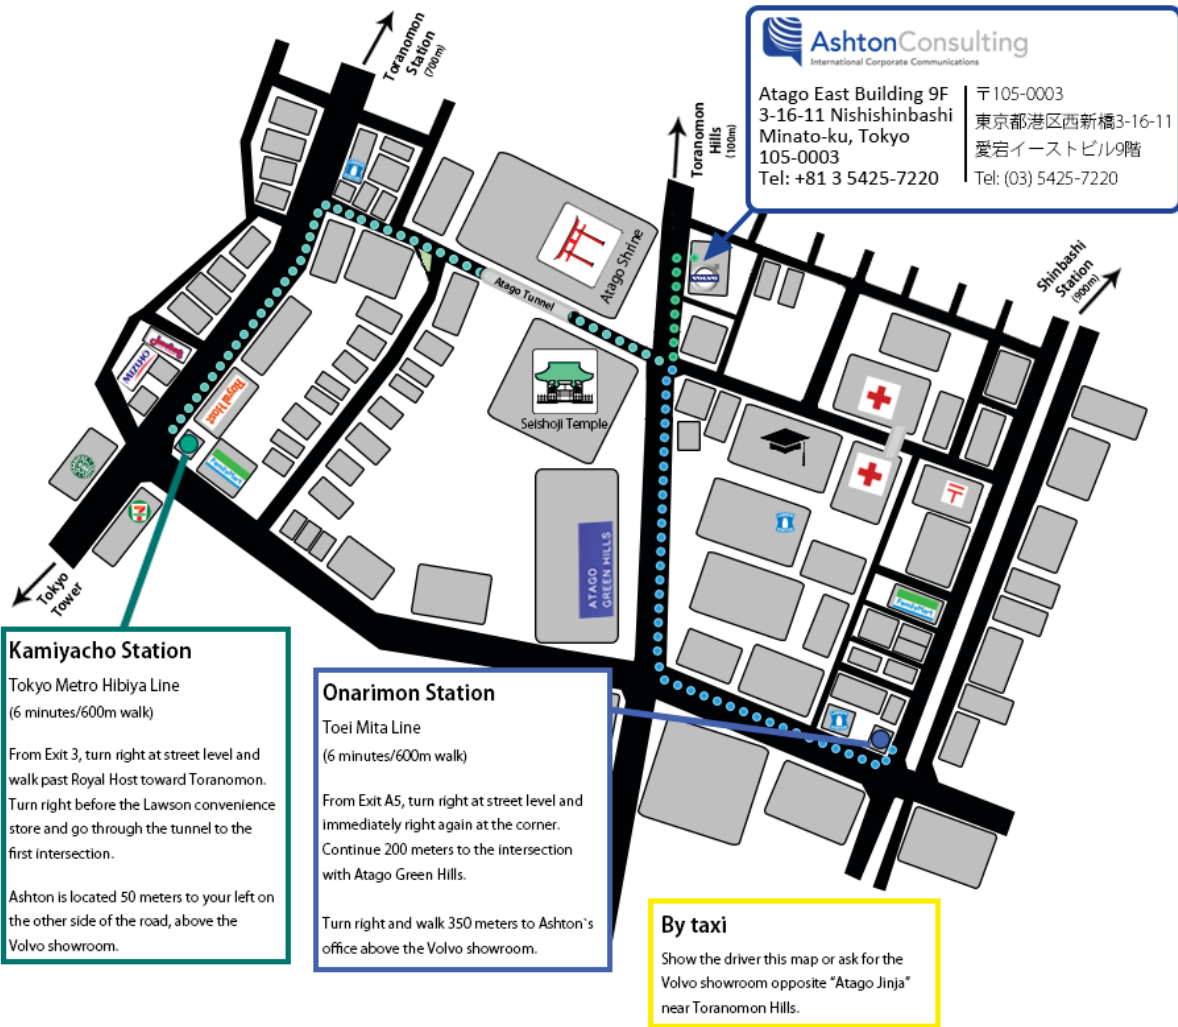 Toranomon
Station
(700m)
Toranomon
Hills
(100m)
AshtonConsulting
International Corporate Communications
Atago East Building 9F
3-16-11 Nishishinbashi
Minato-ku, Tokyo
105-0003
Tel: +81 3 5425-7220
〒105-0003
東京都港区西新橋3-16-11
愛宕イーストビル9階
Tel: (03) 5425-7220
Shinbashi
Station
(900m)
Atago Shrine
VOLVO
Atago Tunnel
Seishoji Temple
Jonathan's
MIZUHO
Royal Host
FamilyMart
LAWSON
ATAGO
GREEN HILLS
FamilyMart
Tokyo
Tower
Kamiyacho Station
Tokyo Metro Hibiya Line
(6 minutes/600m walk)
From Exit 3, turn right at street level and
walk past Royal Host toward Toranomon.
Turn right before the Lawson convenience
store and go through the tunnel to the
first intersection.
Ashton is located 50 meters to your left on
the other side of the road, above the
Volvo showroom.
Onarimon Station
Toei Mita Line
(6 minutes/600m walk)
From Exit A5, turn right at street level and
immediately right again at the corner.
Continue 200 meters to the intersection
with Atago Green Hills.
Turn right and walk 350 meters to Ashton`s
office above the Volvo showroom.
By taxi
Show the driver this map or ask for the
Volvo showroom opposite “Atago Jinja”
near Toranomon Hills.